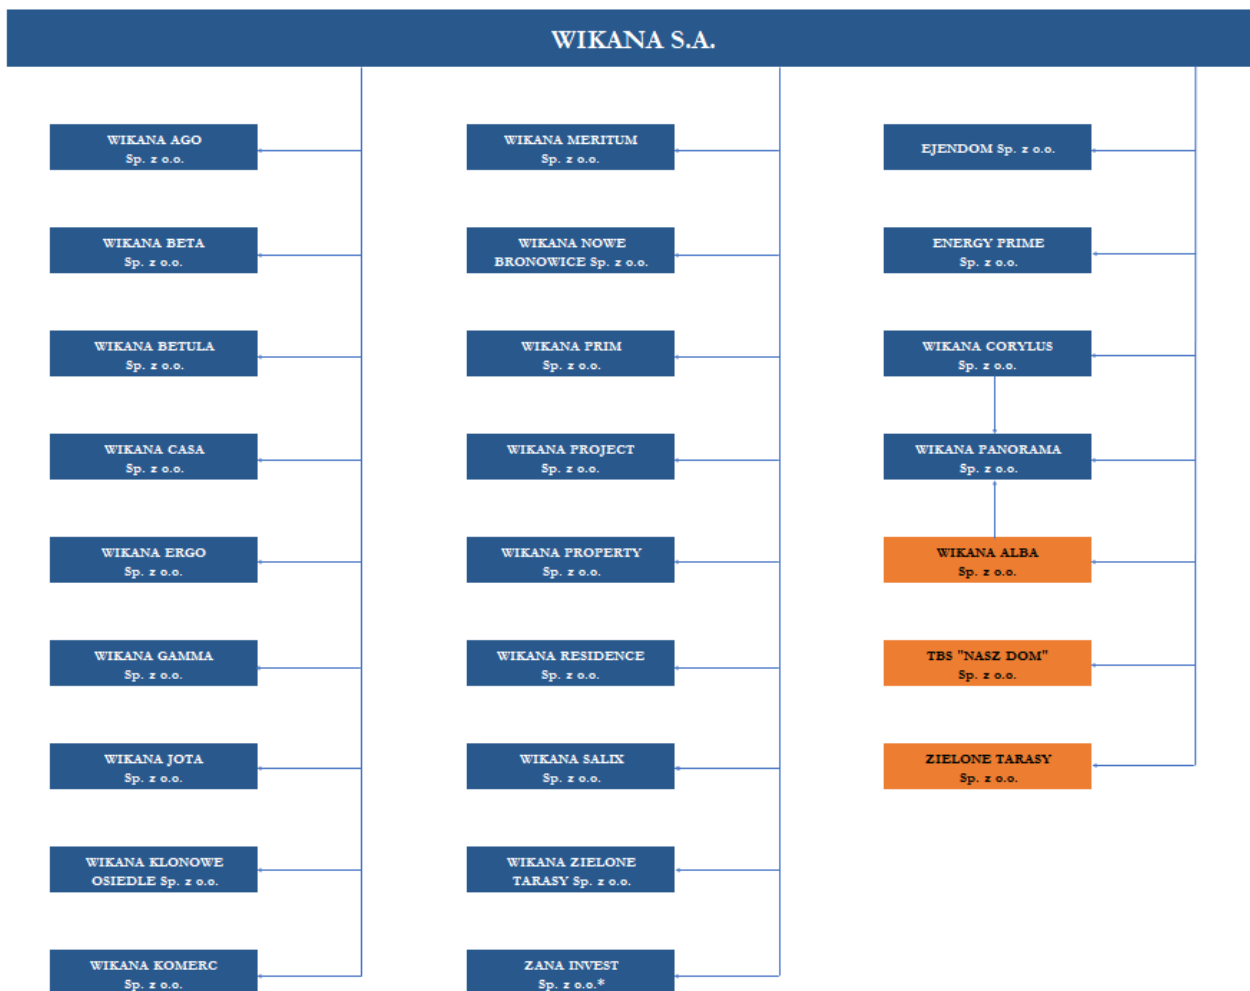 WIKANA S.A.
WIKANA AGO
Sp. z o.o.
WIKANA BETA
Sp. z o.o.
WIKANA BETULA
Sp. z o.o.
WIKANA CASA
Sp. z o.o.
WIKANA ERGO
Sp. z o.o.
WIKANA GAMMA
Sp. z o.o.
WIKANA JOTA
Sp. z o.o.
WIKANA KLONOWE
OSIEDLE Sp. z o.o.
WIKANA KOMERC
Sp. z o.o.
WIKANA MERITUM
Sp. z o.o.
WIKANA NOWE
BRONOWICE Sp. z o.o.
WIKANA PRIM
Sp. z o.o.
WIKANA PROJECT
Sp. z o.o.
WIKANA PROPERTY
Sp. z o.o.
WIKANA RESIDENCE
Sp. z o.o.
WIKANA SALIX
Sp. z o.o.
WIKANA ZIELONE
TARASY Sp. z o.o.
ZANA INVEST
Sp. z o.o.*
EJENDOM Sp. z o.o.
ENERGY PRIME
Sp. z o.o.
WIKANA CORYLUS
Sp. z o.o.
WIKANA PANORAMA
Sp. z o.o.
WIKANA ALBA
Sp. z o.o.
TBS "NASZ DOM"
Sp. z o.o.
ZIELONE TARASY
Sp. z o.o.